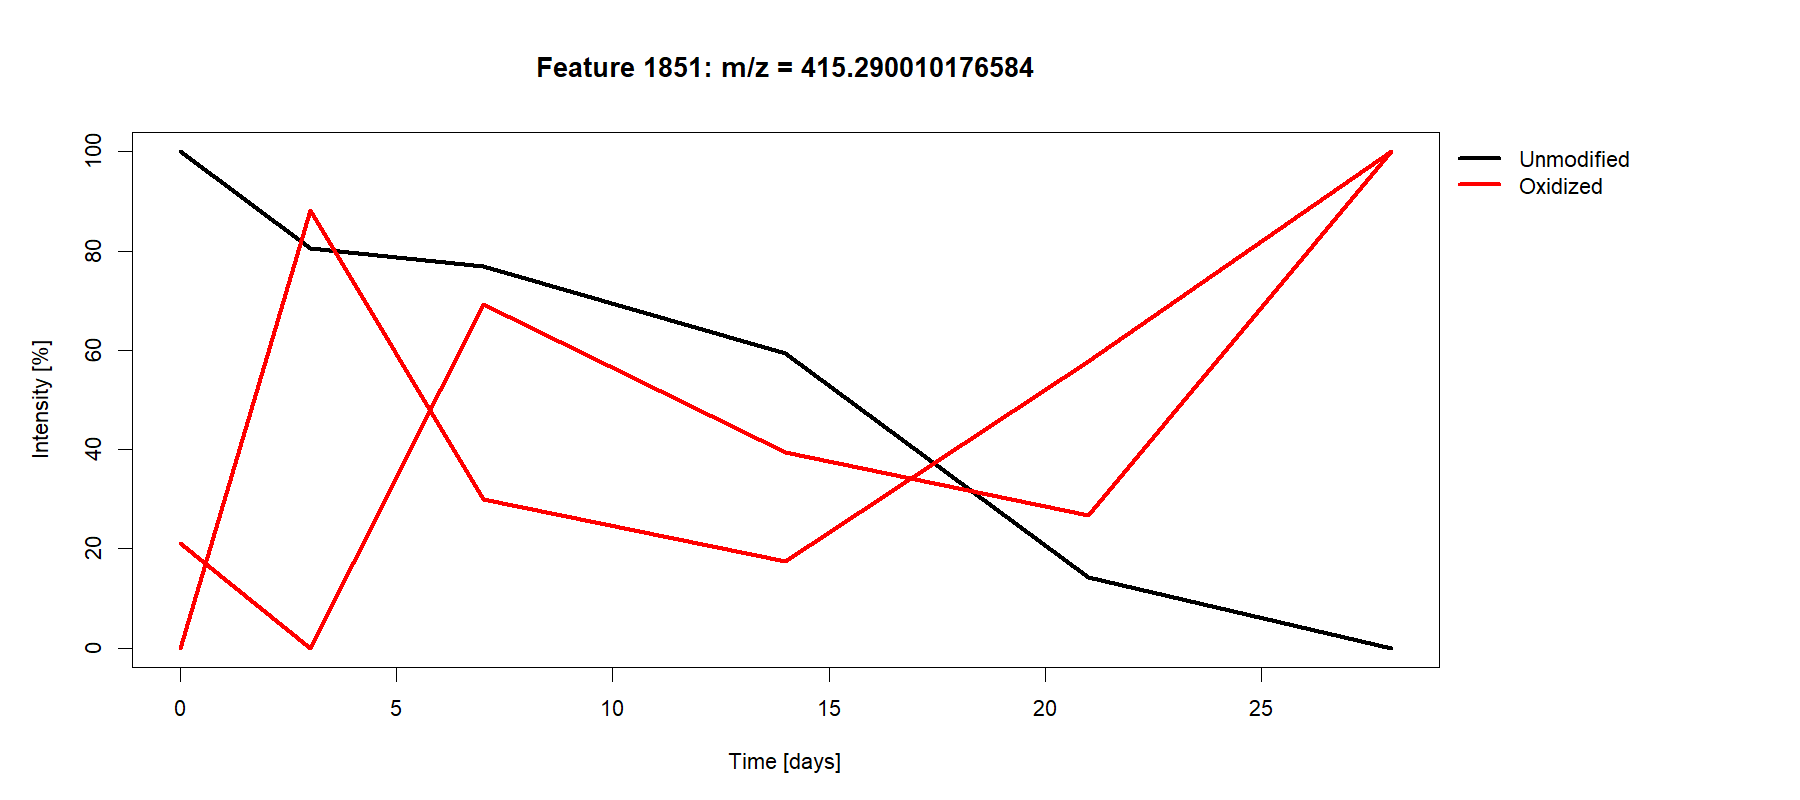 Feature 1851: m/z = 415.290010176584
Unmodified
Oxidized
Intensity [%]
100
80
60
40
20
0
0 5 10 15 20 25
Time [days]